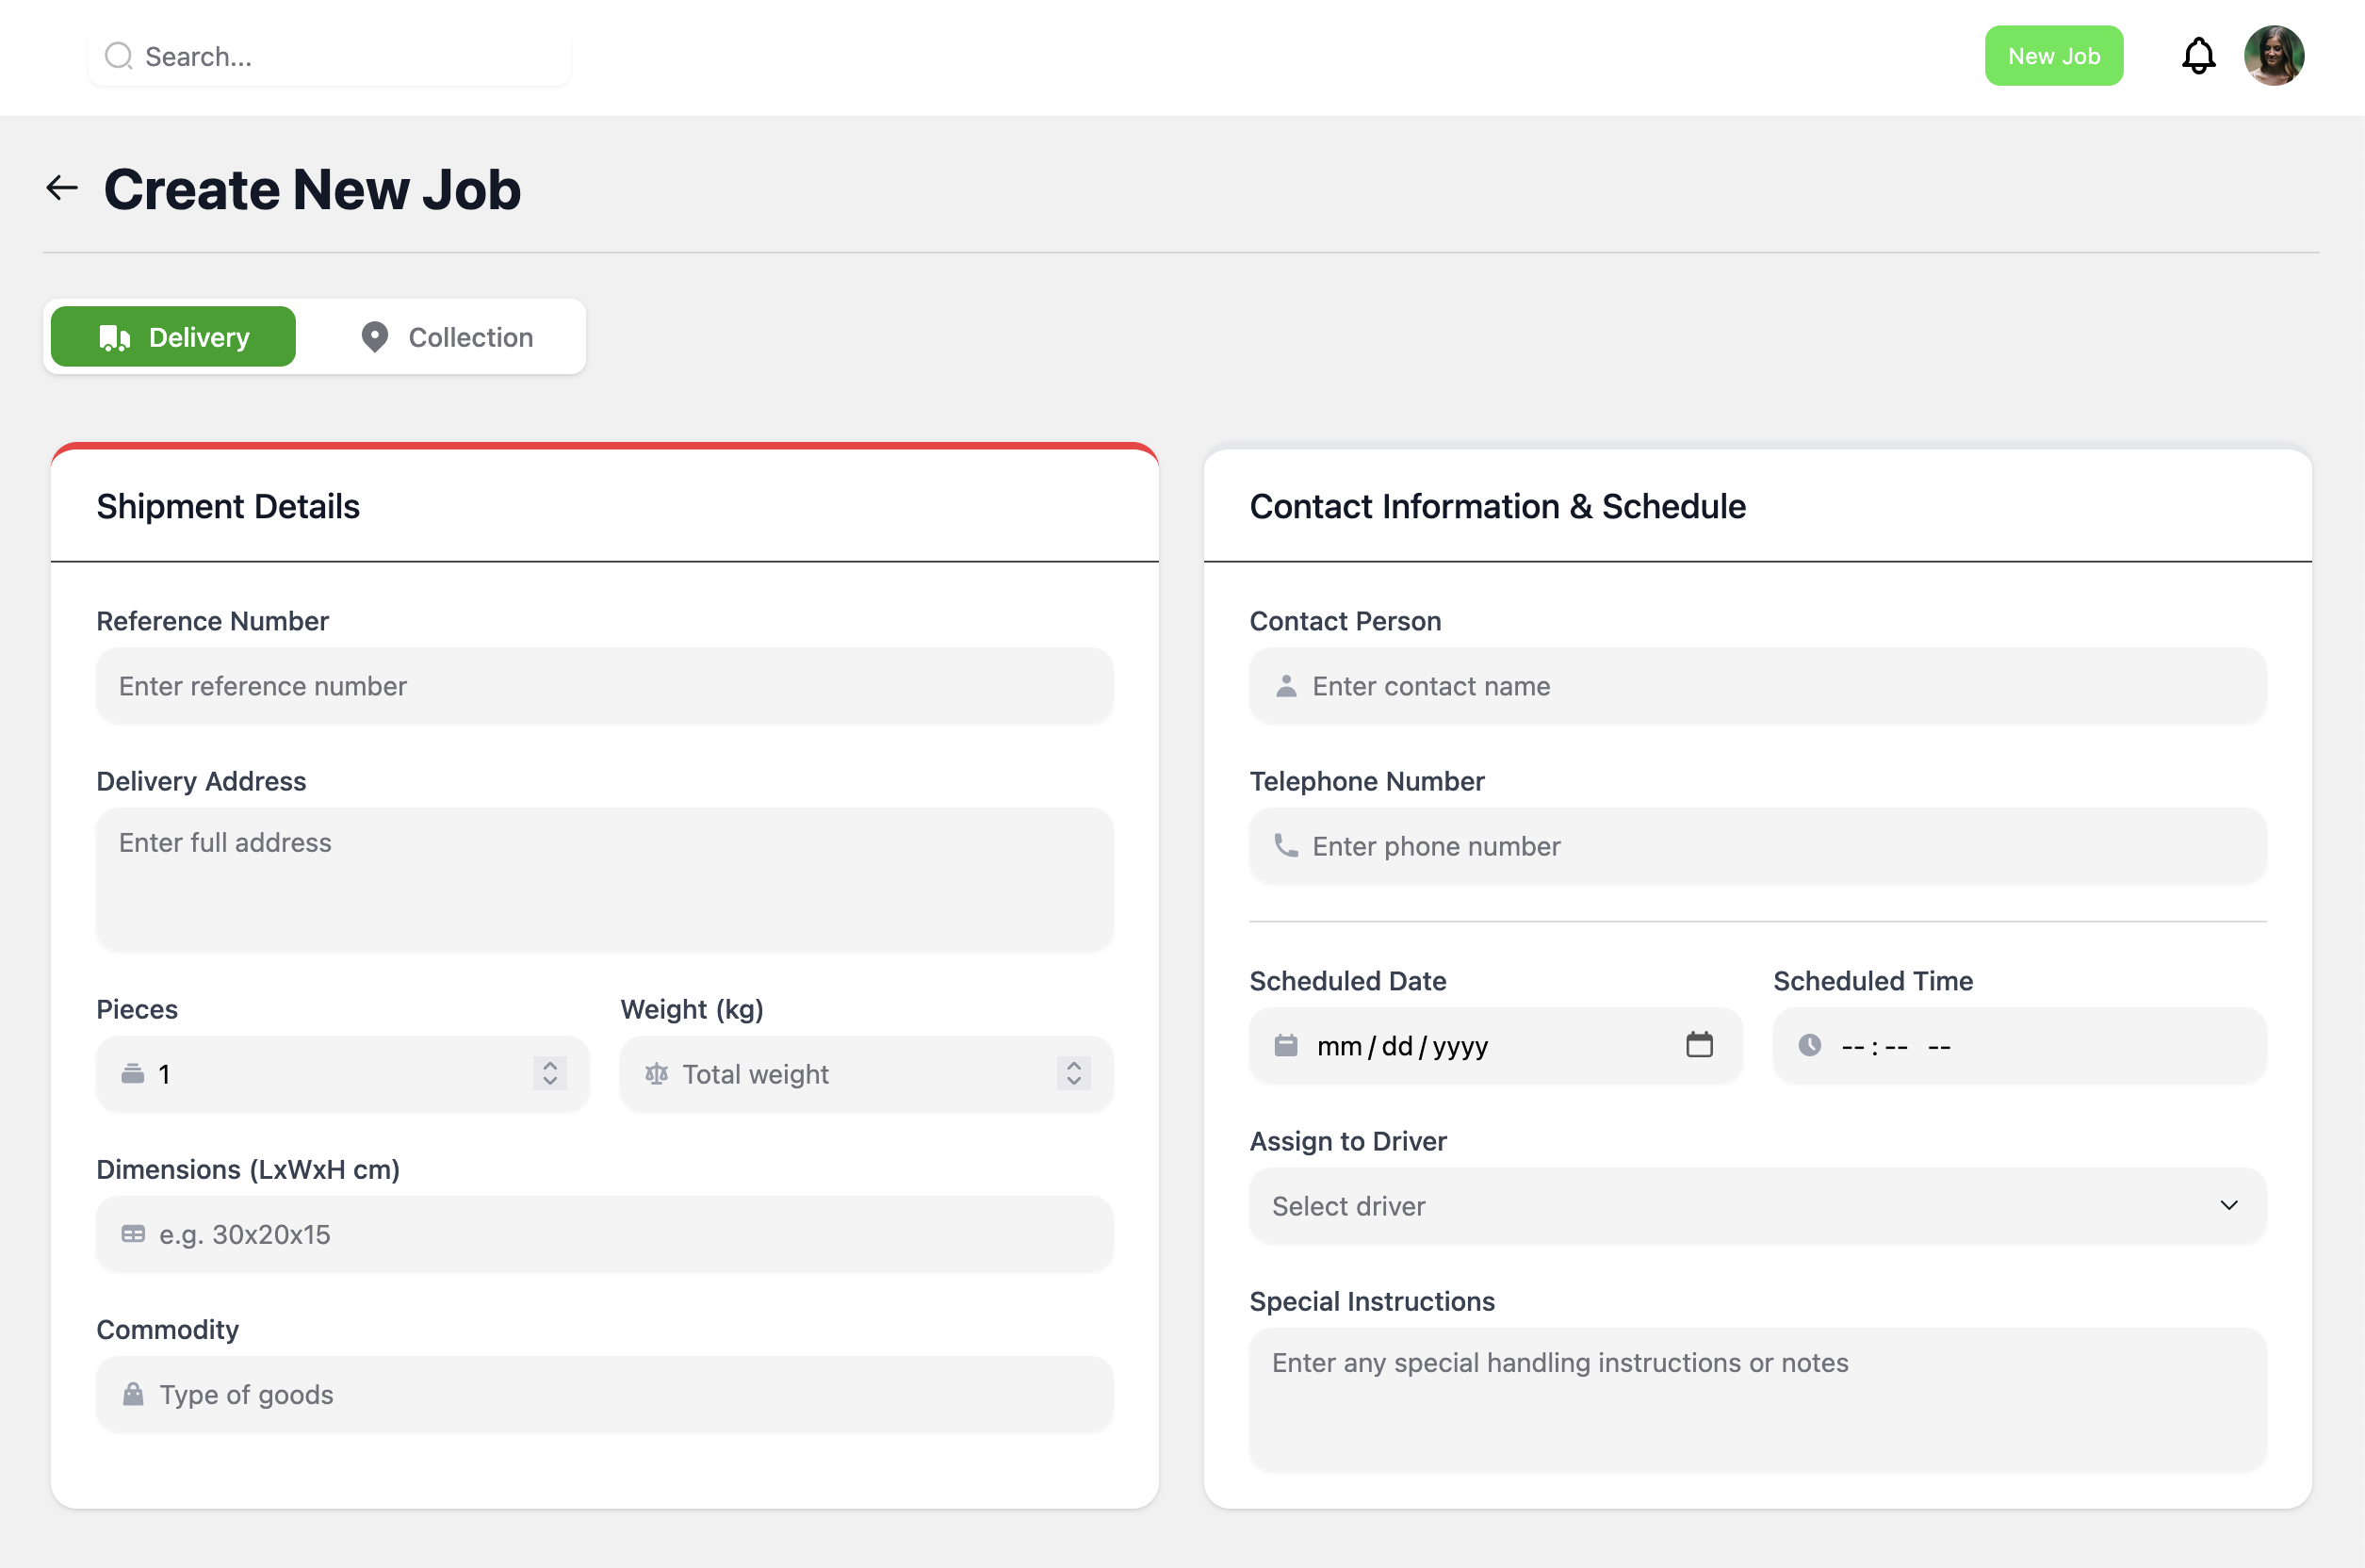 Search...
New Job
Create New Job
Delivery
Collection
Shipment Details
Reference Number
Enter reference number
Delivery Address
Enter full address
Pieces
Weight (kg)
1
Total weight
Dimensions (LxWxH cm)
e.g. 30x20x15
Commodity
Type of goods
Contact Information & Schedule
Contact Person
Enter contact name
Telephone Number
Enter phone number
Scheduled Date
Scheduled Time
mm/dd/yyyy
--:-- --
Assign to Driver
Select driver
Special Instructions
Enter any special handling instructions or notes